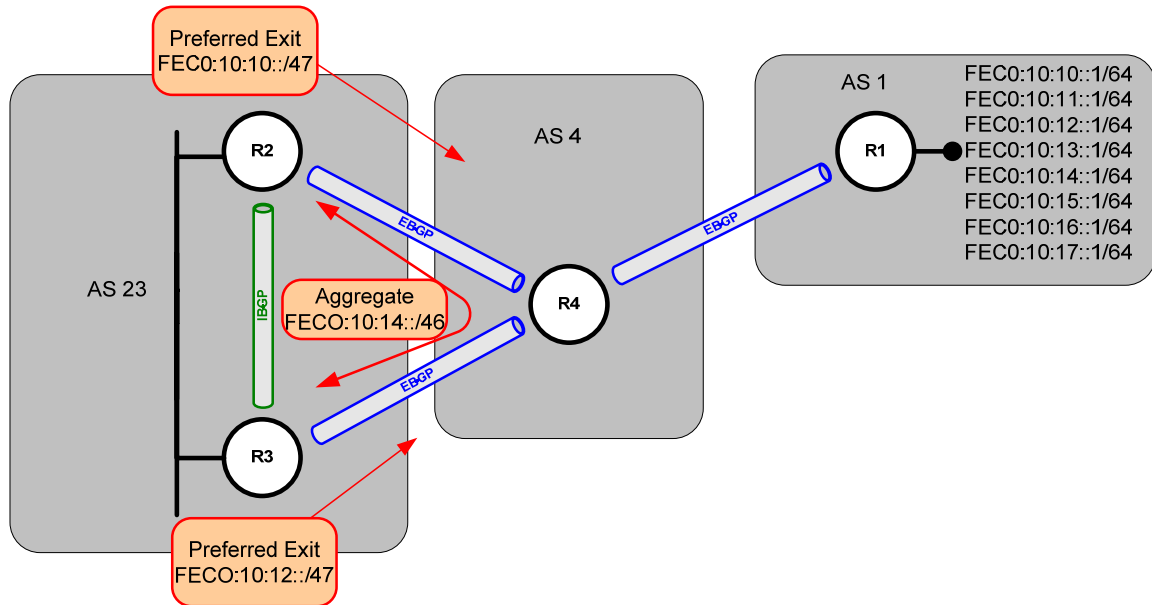 Preferred Exit
FEC0:10:10::/47
AS 1
FEC0:10:10::1/64
FEC0:10:11::1/64
FEC0:10:12::1/64
FEC0:10:13::1/64
FEC0:10:14::1/64
FEC0:10:15::1/64
FEC0:10:16::1/64
FEC0:10:17::1/64
R1
AS 4
R2
EBGP
EBGP
AS 23
IBGP
Aggregate
FECO:10:14::/46
R4
EBGP
R3
Preferred Exit
FECO:10:12::/47